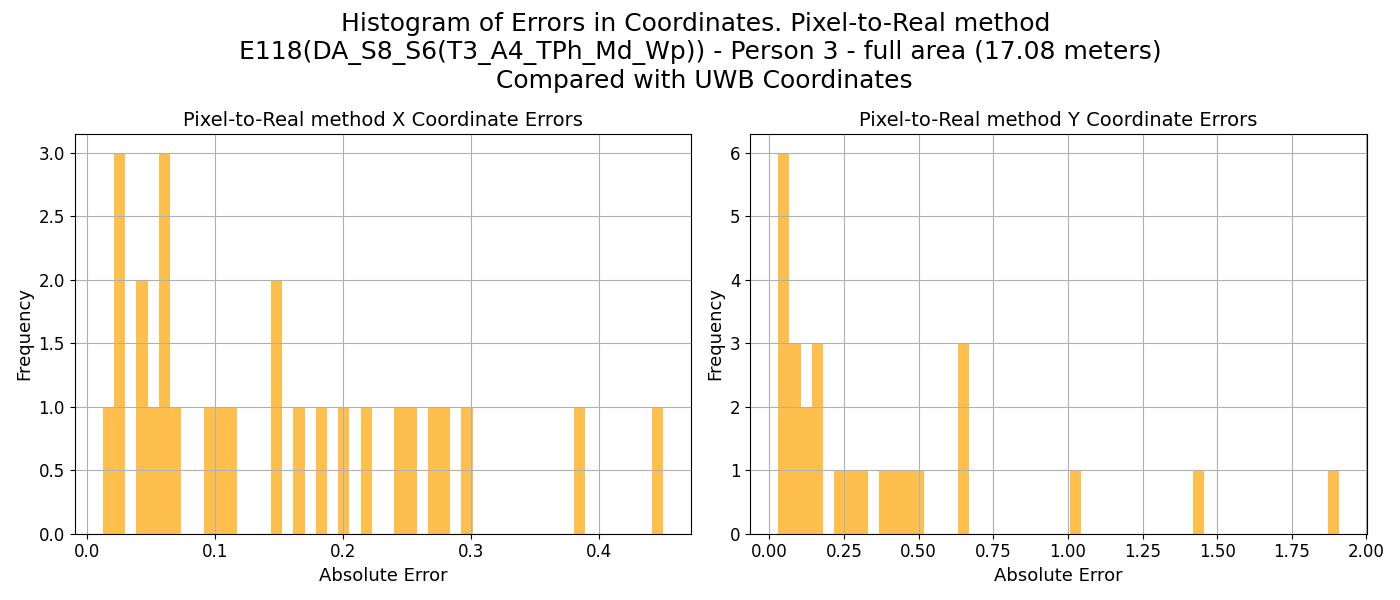 Histogram of Errors in Coordinates. Pixel-to-Real method
E118(DA_S8_S6(T3_A4_TPh_Md_Wp)) - Person 3 - full area (17.08 meters)
Compared with UWB Coordinates
Pixel-to-Real method X Coordinate Errors
3.0
2.5
2.0
1.5
1.0
0.5
0.0
Frequency
0.0 0.1 0.2 0.3 0.4
Absolute Error
Pixel-to-Real method Y Coordinate Errors
6
5
4
3
2
1
0
Frequency
0.00 0.25 0.50 0.75 1.00 1.25 1.50 1.75 2.00
Absolute Error